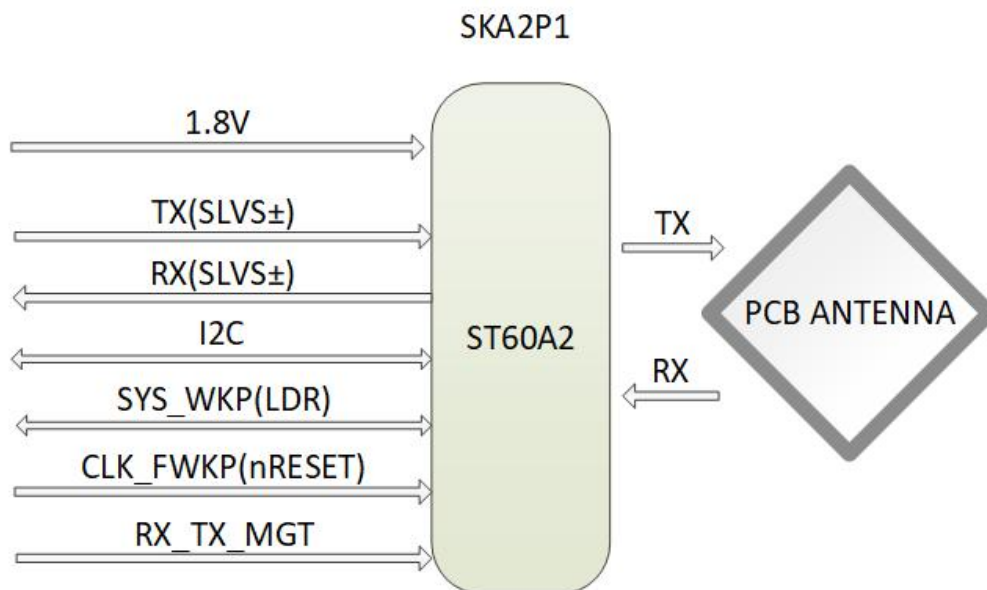 SKA2P1
1.8V
TX(SLVS±)
RX(SLVS±)
I2C
SYS_WKP(LDR)
CLK_FWKP(nRESET)
RX_TX_MGT
ST60A2
TX
RX
PCB ANTENNA